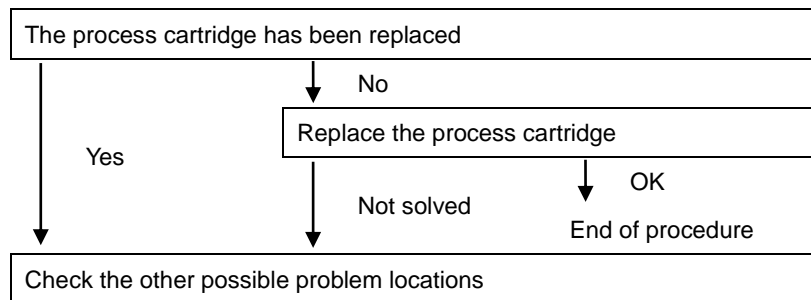 The process cartridge has been replaced
No
Replace the process cartridge
Yes
OK
Not solved
End of procedure
Check the other possible problem locations